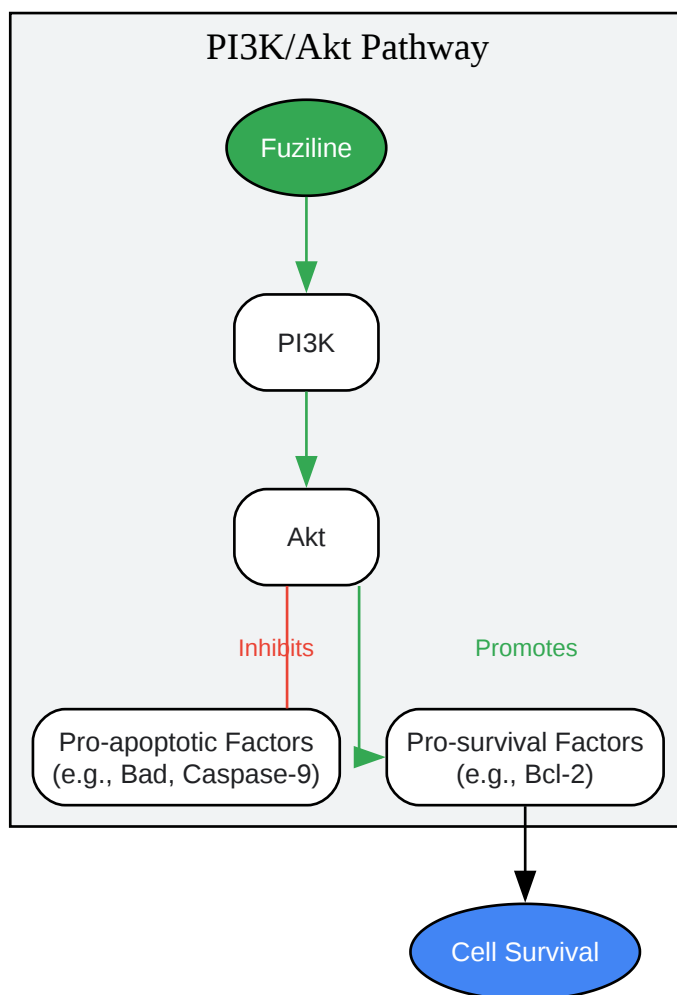 PI3K/Akt Pathway
Fuziline
PI3K
Akt
Inhibits
Promotes
Pro-apoptotic Factors
(e.g., Bad, Caspase-9)
Pro-survival Factors
(e.g., Bcl-2)
Cell Survival